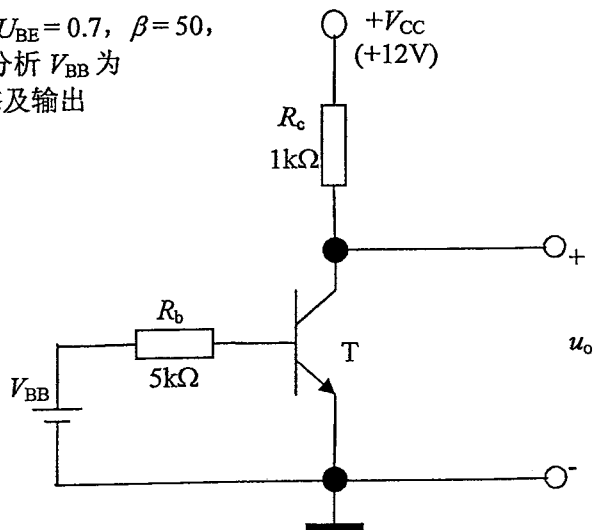 U_BE = 0.7，β = 50，
分析 V_BB 为
及输出
+V_CC
(+12V)
R_c
1kΩ
+
R_b
5kΩ
T
u_o
V_BB
-